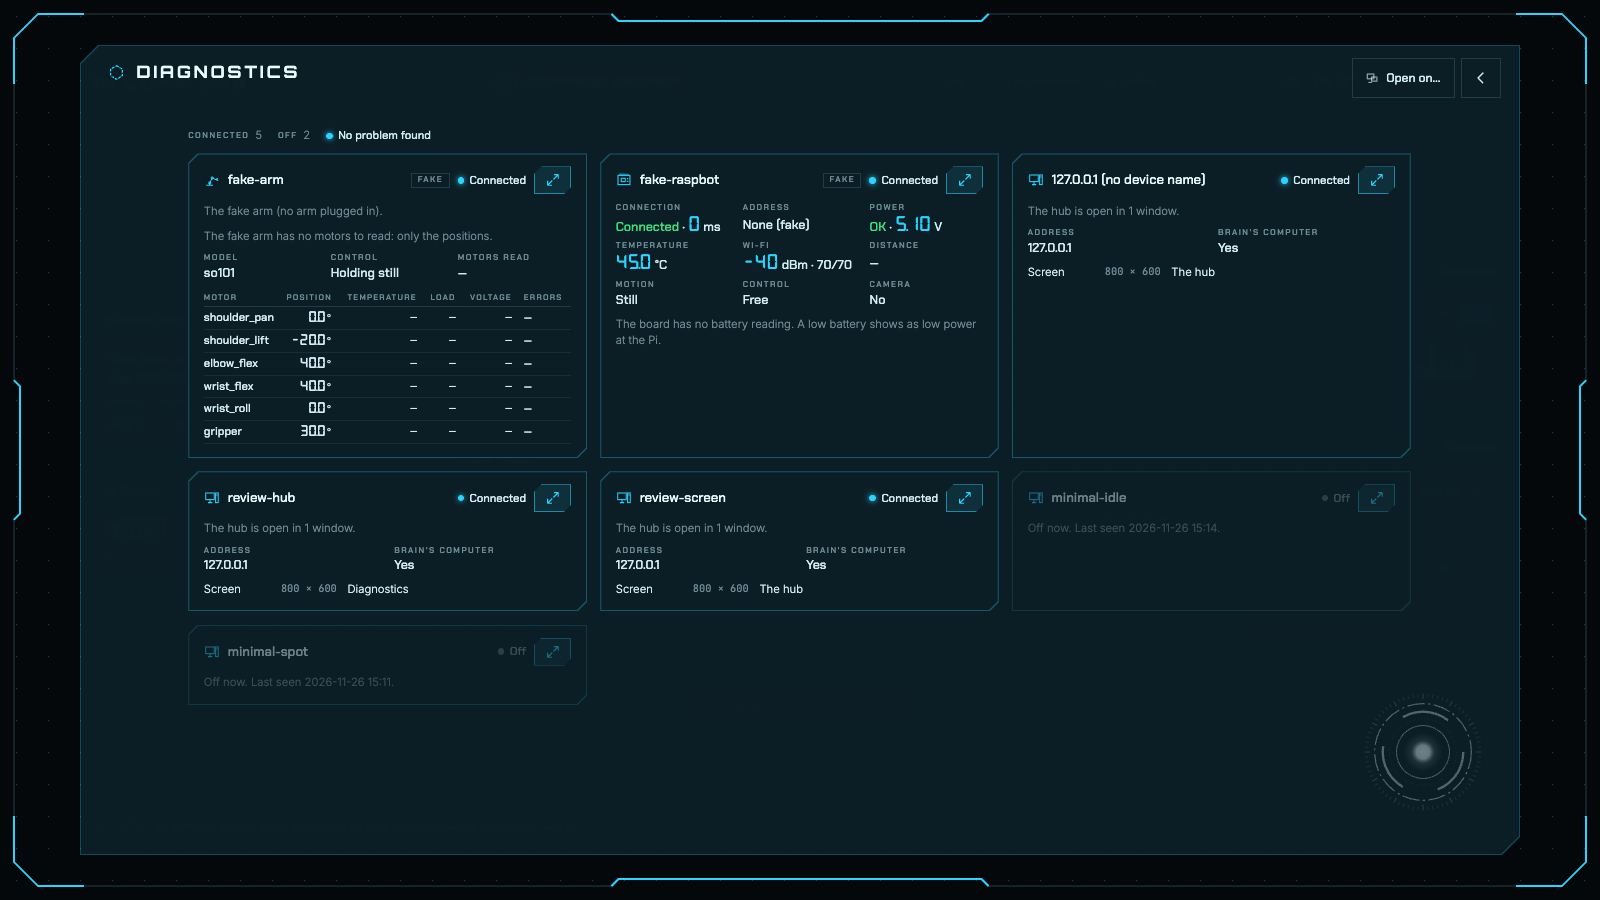 DIAGNOSTICS
Open on...
CONNECTED 5 OFF 2 No problem found
fake-arm FAKE Connected
The fake arm (no arm plugged in).
The fake arm has no motors to read: only the positions.
MODEL CONTROL MOTORS READ
so101 Holding still –
MOTOR POSITION TEMPERATURE LOAD VOLTAGE ERRORS
shoulder_pan 0.0° – – – –
shoulder_lift -20.0° – – – –
elbow_flex 40.0° – – – –
wrist_flex 40.0° – – – –
wrist_roll 0.0° – – – –
gripper 30.0° – – – –
fake-raspbot FAKE Connected
CONNECTION ADDRESS POWER
Connected · 0 ms None (fake) OK · 5.10 V
TEMPERATURE WI-FI DISTANCE
45.0 °C -40 dBm · 70/70 –
MOTION CONTROL CAMERA
Still Free No
The board has no battery reading. A low battery shows as low power
at the Pi.
127.0.0.1 (no device name) Connected
The hub is open in 1 window.
ADDRESS BRAIN'S COMPUTER
127.0.0.1 Yes
Screen 800 × 600 The hub
review-hub Connected
The hub is open in 1 window.
ADDRESS BRAIN'S COMPUTER
127.0.0.1 Yes
Screen 800 × 600 Diagnostics
review-screen Connected
The hub is open in 1 window.
ADDRESS BRAIN'S COMPUTER
127.0.0.1 Yes
Screen 800 × 600 The hub
minimal-idle Off
Off now. Last seen 2026-11-26 15:14.
minimal-spot Off
Off now. Last seen 2026-11-26 15:11.